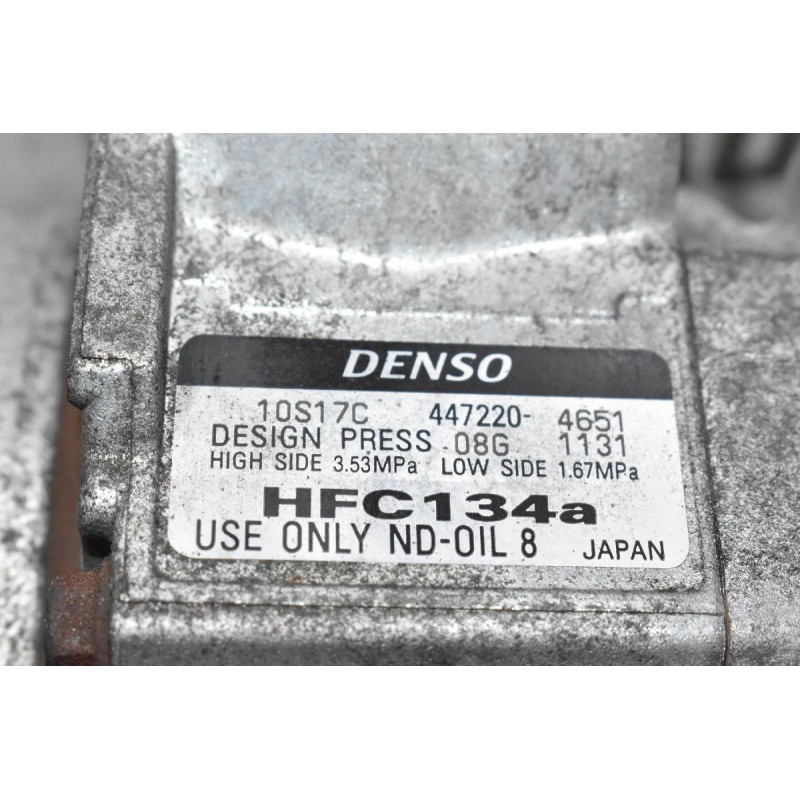 DENSO
10S17C 447220- 4651
DESIGN PRESS. 08G 1131
HIGH SIDE 3.53MPa LOW SIDE 1.67MPa
HFC134a
USE ONLY ND-OIL 8 JAPAN